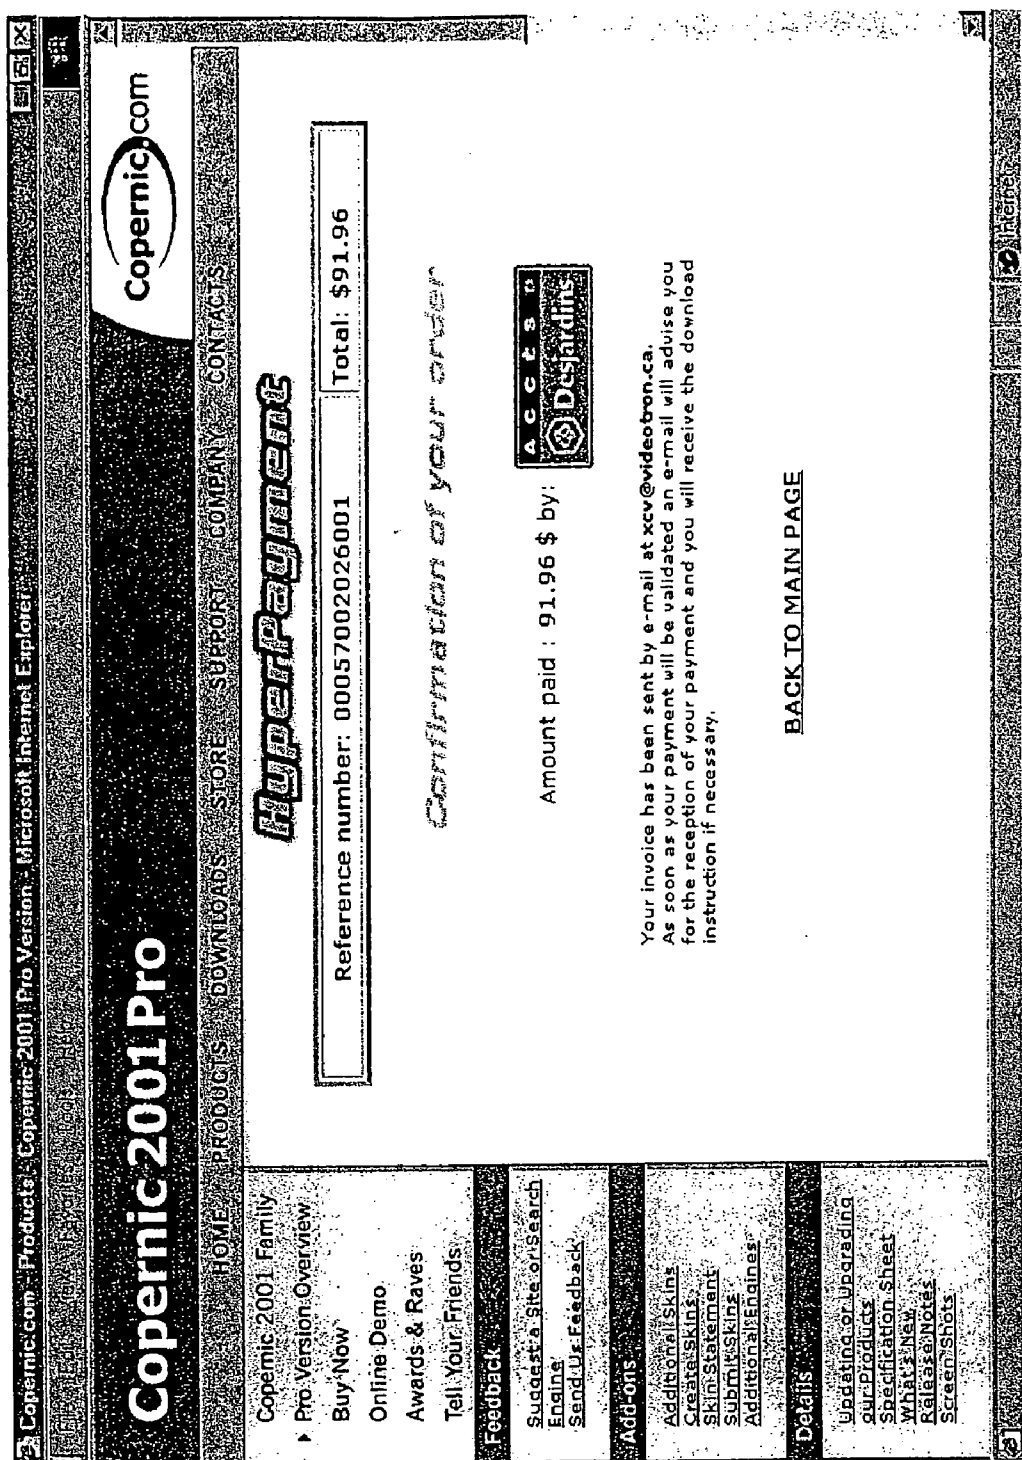 Copernic.com - Products - Copernic 2001 Pro Version - Microsoft Internet Explorer
Copernic 2001 Pro
Copernic.com
HOME PRODUCTS DOWNLOADS STORE SUPPORT COMPANY CONTACTS
Copernic 2001 Family
Pro Version Overview
Buy Now
Online Demo
Awards & Raves
Tell Your Friends
Feedback
Suggest a Site or Search
Engine
Send Us Feedback
Add-ons
Additional Skins
Create Skins
Skin Statement
Submit Skins
Additional Engines
Details
Updating or Upgrading
our Products
Specification Sheet
What's New
Release Notes
Screen Shots
HyperPayment
Reference number: 0005700202026001 Total: $91.96
Confirmation of your order
Amount paid : 91.96 $ by:
ACCÈS D
Desjardins
Your invoice has been sent by e-mail at xcv@videotron.ca.
As soon as your payment will be validated an e-mail will advise you
for the reception of your payment and you will receive the download
instruction if necessary.
BACK TO MAIN PAGE
Internet